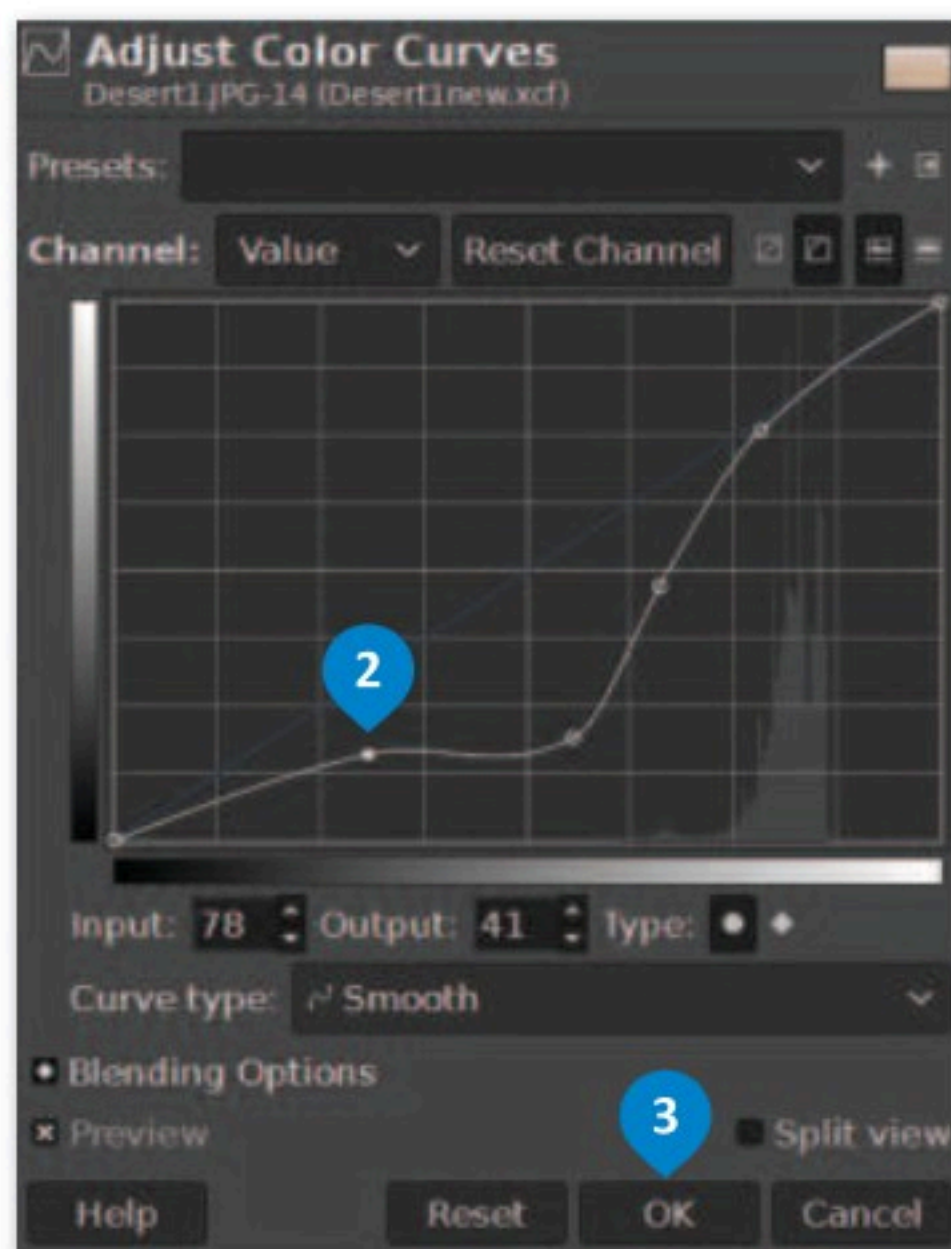 Adjust Color Curves
Desert1.JPG-14 (Desert1new.xcf)
Presets:
Channel: Value Reset Channel
2
Input: 78 Output: 41 Type:
Curve type: Smooth
Blending Options
3
Preview Split view
Help Reset OK Cancel